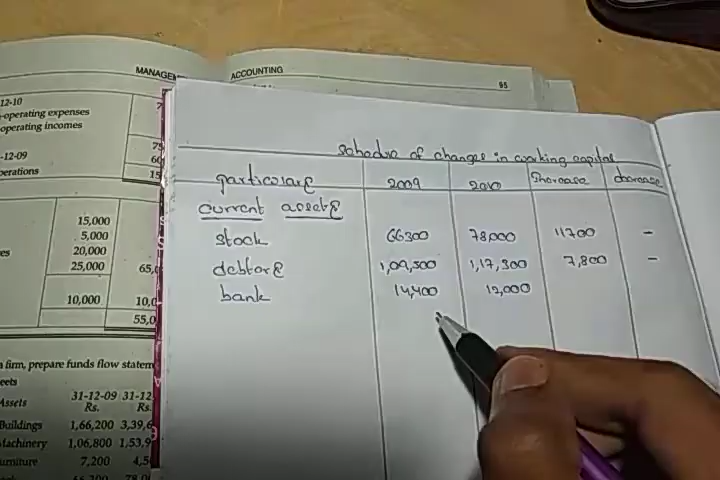 MANAGEM
ACCOUNTING
95
12-10
-operating expenses
operating incomes
-12-09
perations
15,000
5,000
20,000
25,000
65,0
10,000
10,0
55,0
a firm, prepare funds flow statem
eets
Assets 31-12-09 31-12
Rs. Rs.
Buildings 1,66,200 3,39,6
Machinery 1,06,800 1,53,9
urniture 7,200 4,5
schedule of changes in working capital
particulars 2009 2010 Increase decrease
current assets
stock 66300 78,000 11700 -
debtors 1,09,500 1,17,300 7,800 -
bank 14,400 12,000